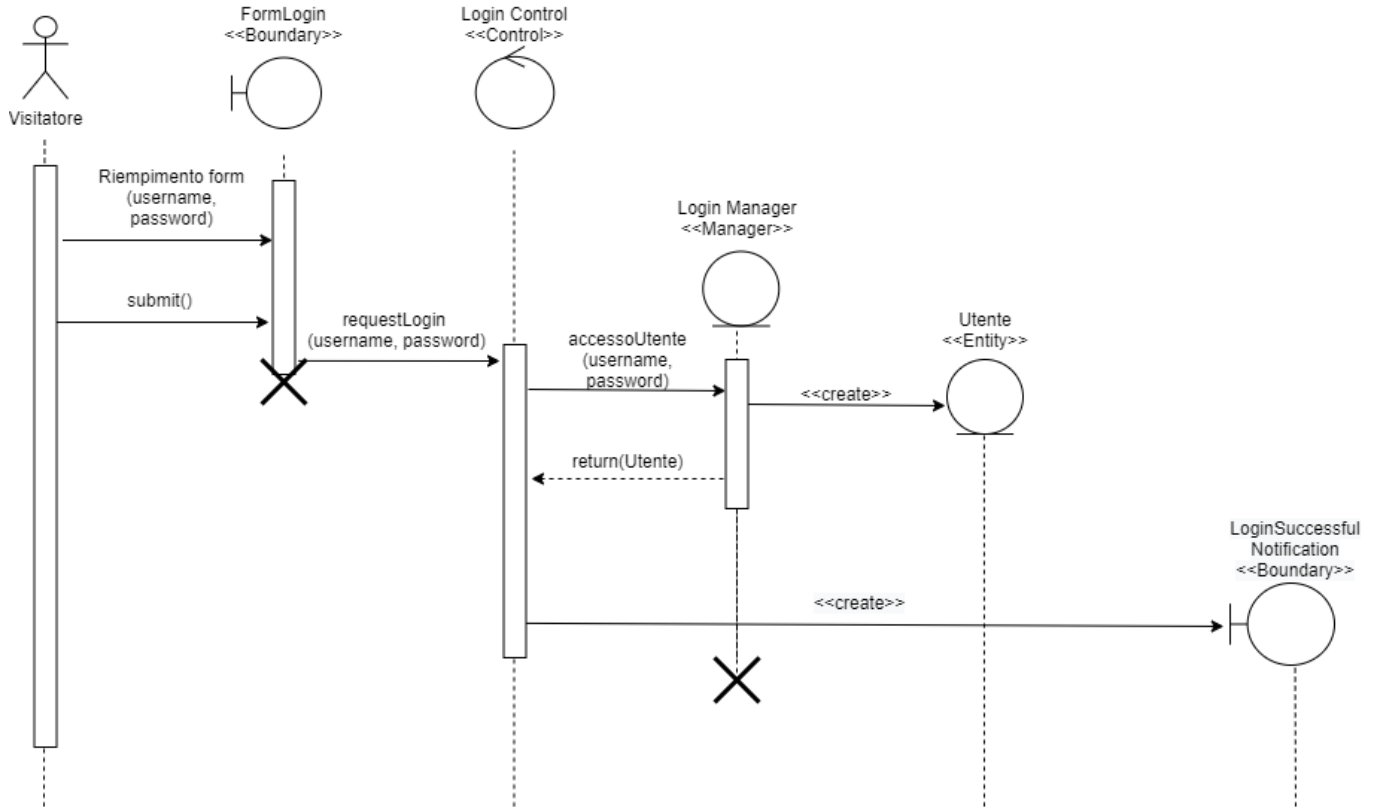 FormLogin
<<Boundary>>
Login Control
<<Control>>
Visitatore
Riempimento form
(username,
password)
Login Manager
<<Manager>>
submit()
requestLogin
(username, password)
accessoUtente
(username,
password)
Utente
<<Entity>>
<<create>>
return(Utente)
LoginSuccessful
Notification
<<Boundary>>
<<create>>